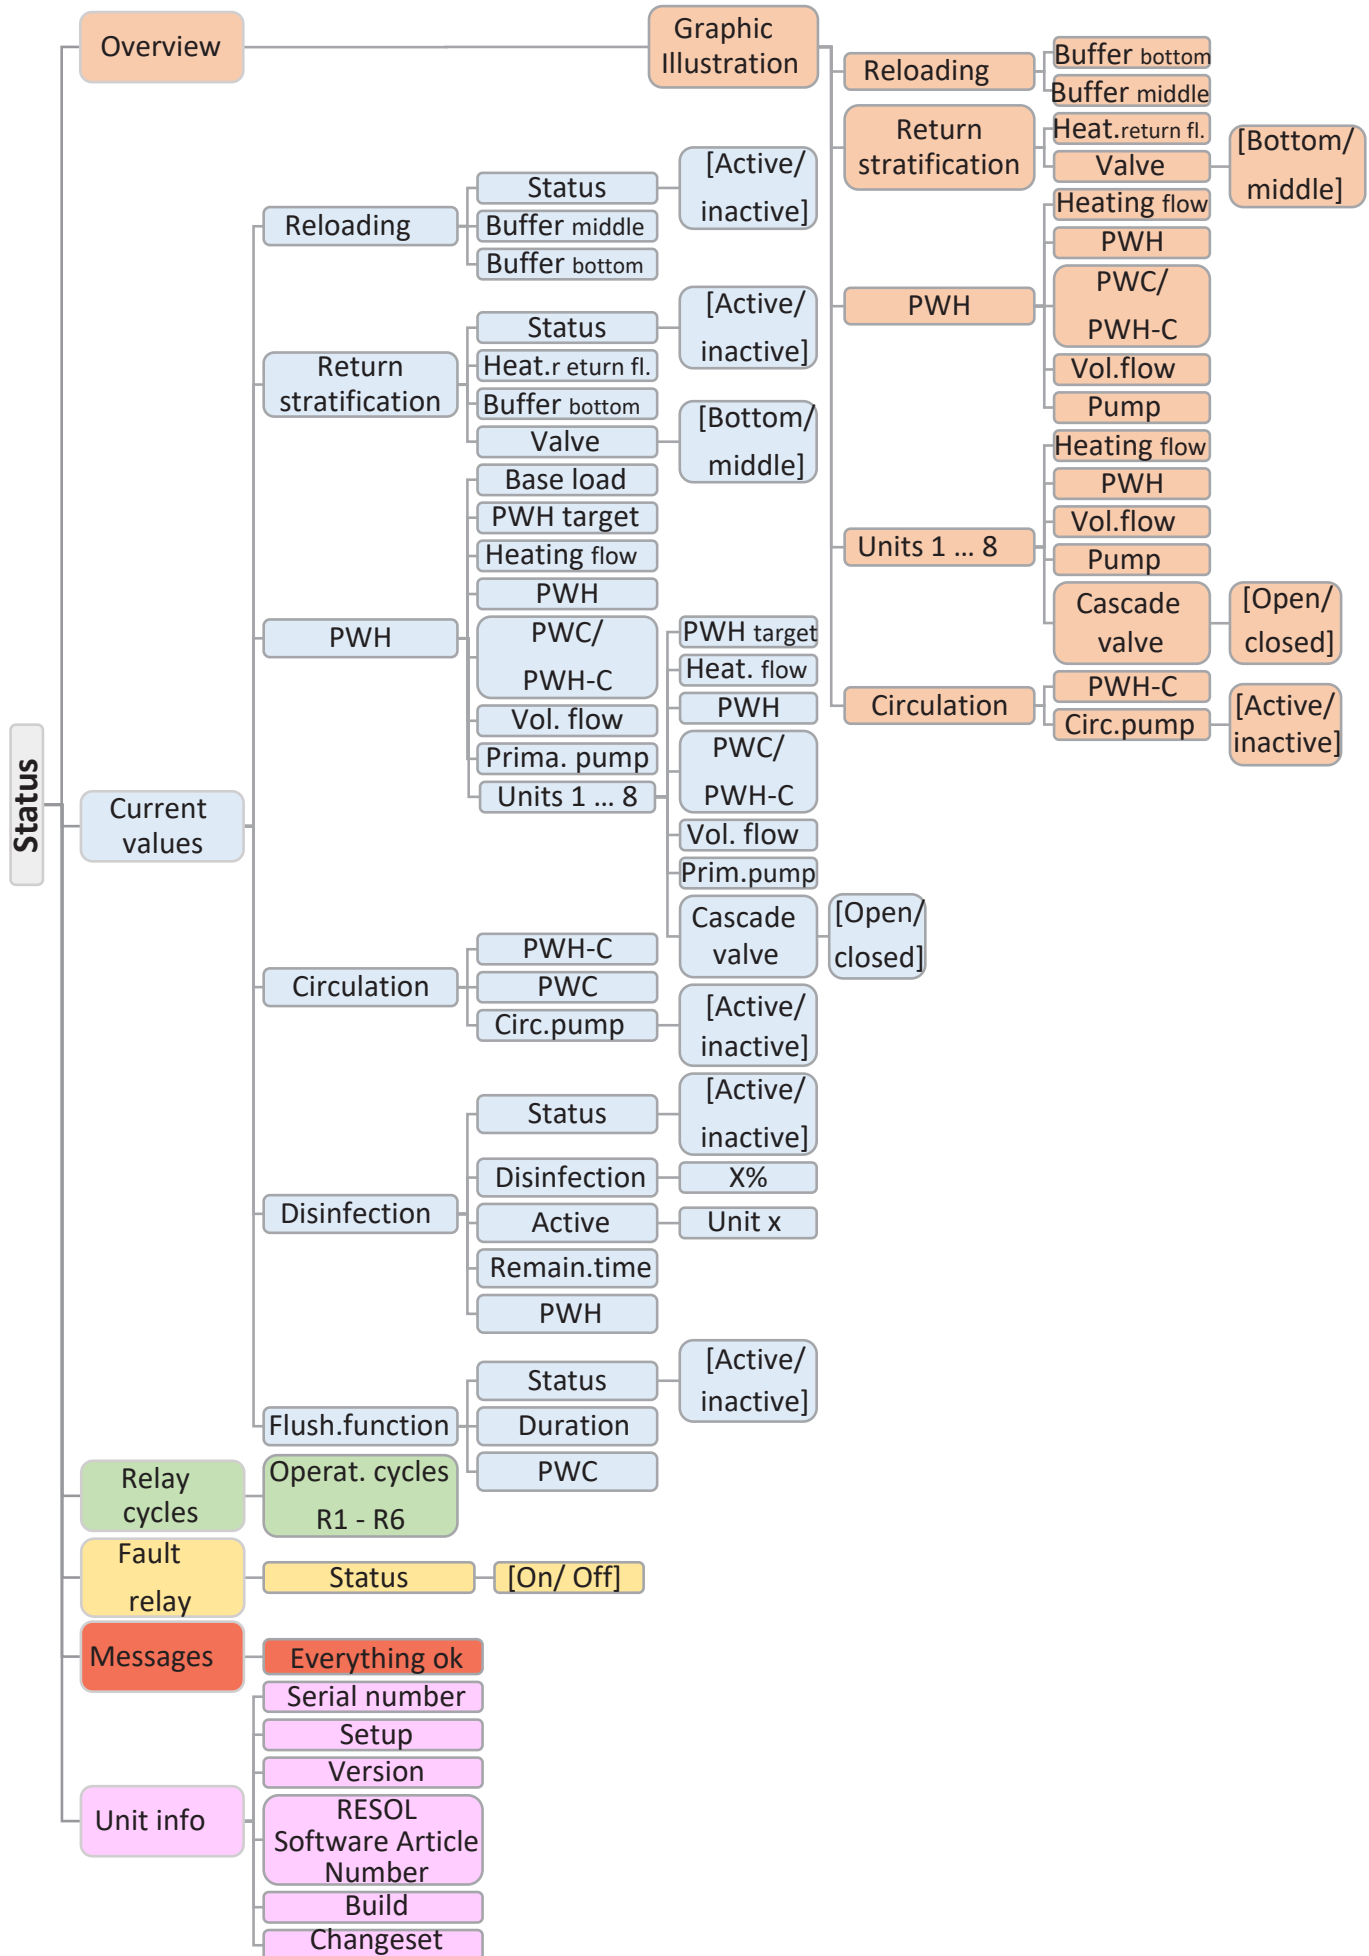 Status
Overview
Graphic
Illustration
Reloading
Buffer bottom
Buffer middle
Return
stratification
Heat.return fl.
Valve
[Bottom/
middle]
PWH
Heating flow
PWH
PWC/
PWH-C
Vol.flow
Pump
Units 1 ... 8
Heating flow
PWH
Vol.flow
Pump
Cascade
valve
[Open/
closed]
Circulation
PWH-C
Circ.pump
[Active/
inactive]
Current
values
Reloading
Status
[Active/
inactive]
Buffer middle
Buffer bottom
Return
stratification
Status
[Active/
inactive]
Heat.r eturn fl.
Buffer bottom
Valve
[Bottom/
middle]
PWH
Base load
PWH target
Heating flow
PWH
PWC/
PWH-C
Vol. flow
Prima. pump
Units 1 ... 8
PWH target
Heat. flow
PWH
PWC/
PWH-C
Vol. flow
Prim.pump
Cascade
valve
[Open/
closed]
Circulation
PWH-C
PWC
Circ.pump
[Active/
inactive]
Disinfection
Status
[Active/
inactive]
Disinfection
X%
Active
Unit x
Remain.time
PWH
Flush.function
Status
[Active/
inactive]
Duration
PWC
Relay
cycles
Operat. cycles
R1 - R6
Fault
relay
Status
[On/ Off]
Messages
Everything ok
Unit info
Serial number
Setup
Version
RESOL
Software Article
Number
Build
Changeset